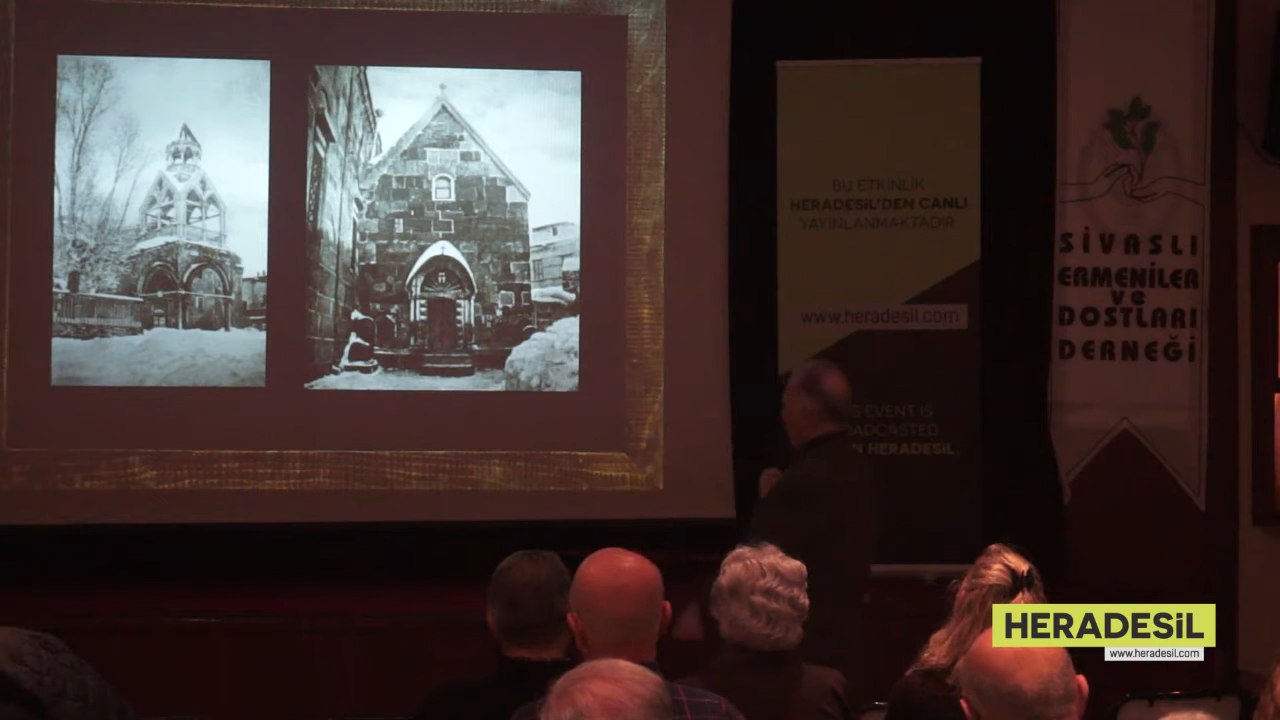 BU ETKİNLİK
HERADESİL'DEN CANLI
YAYINLANMAKTADIR
www.heradesil.com
EVENT IS
HERADESİL.
SİVASLI
ERMENİLER
ve
DOSTLARI
DERNEĞİ
HERADESİL
www.heradesil.com